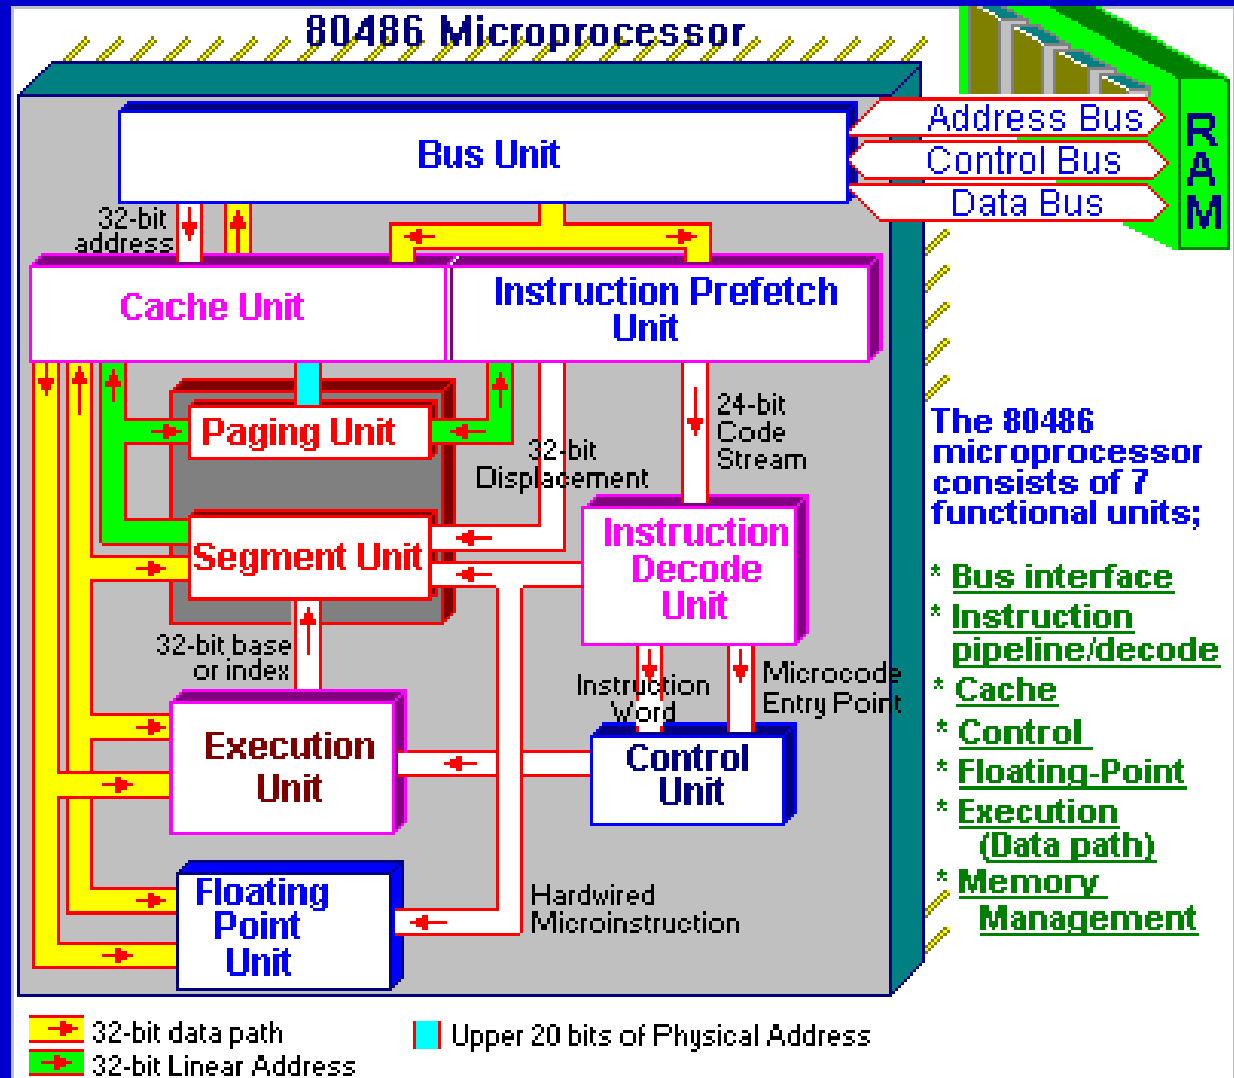 80486 Microprocessor
Bus Unit
Address Bus
Control Bus
Data Bus
RAM
32-bit
address
Cache Unit
Instruction Prefetch
Unit
Paging Unit
32-bit
Displacement
24-bit
Code
Stream
Segment Unit
Instruction
Decode
Unit
32-bit base
or index
Instruction
Word
Microcode
Entry Point
Execution
Unit
Control
Unit
Floating
Point
Unit
Hardwired
Microinstruction
The 80486
microprocessor
consists of 7
functional units;
* Bus interface
* Instruction
pipeline/decode
* Cache
* Control
* Floating-Point
* Execution
(Data path)
* Memory
Management
32-bit data path
32-bit Linear Address
Upper 20 bits of Physical Address